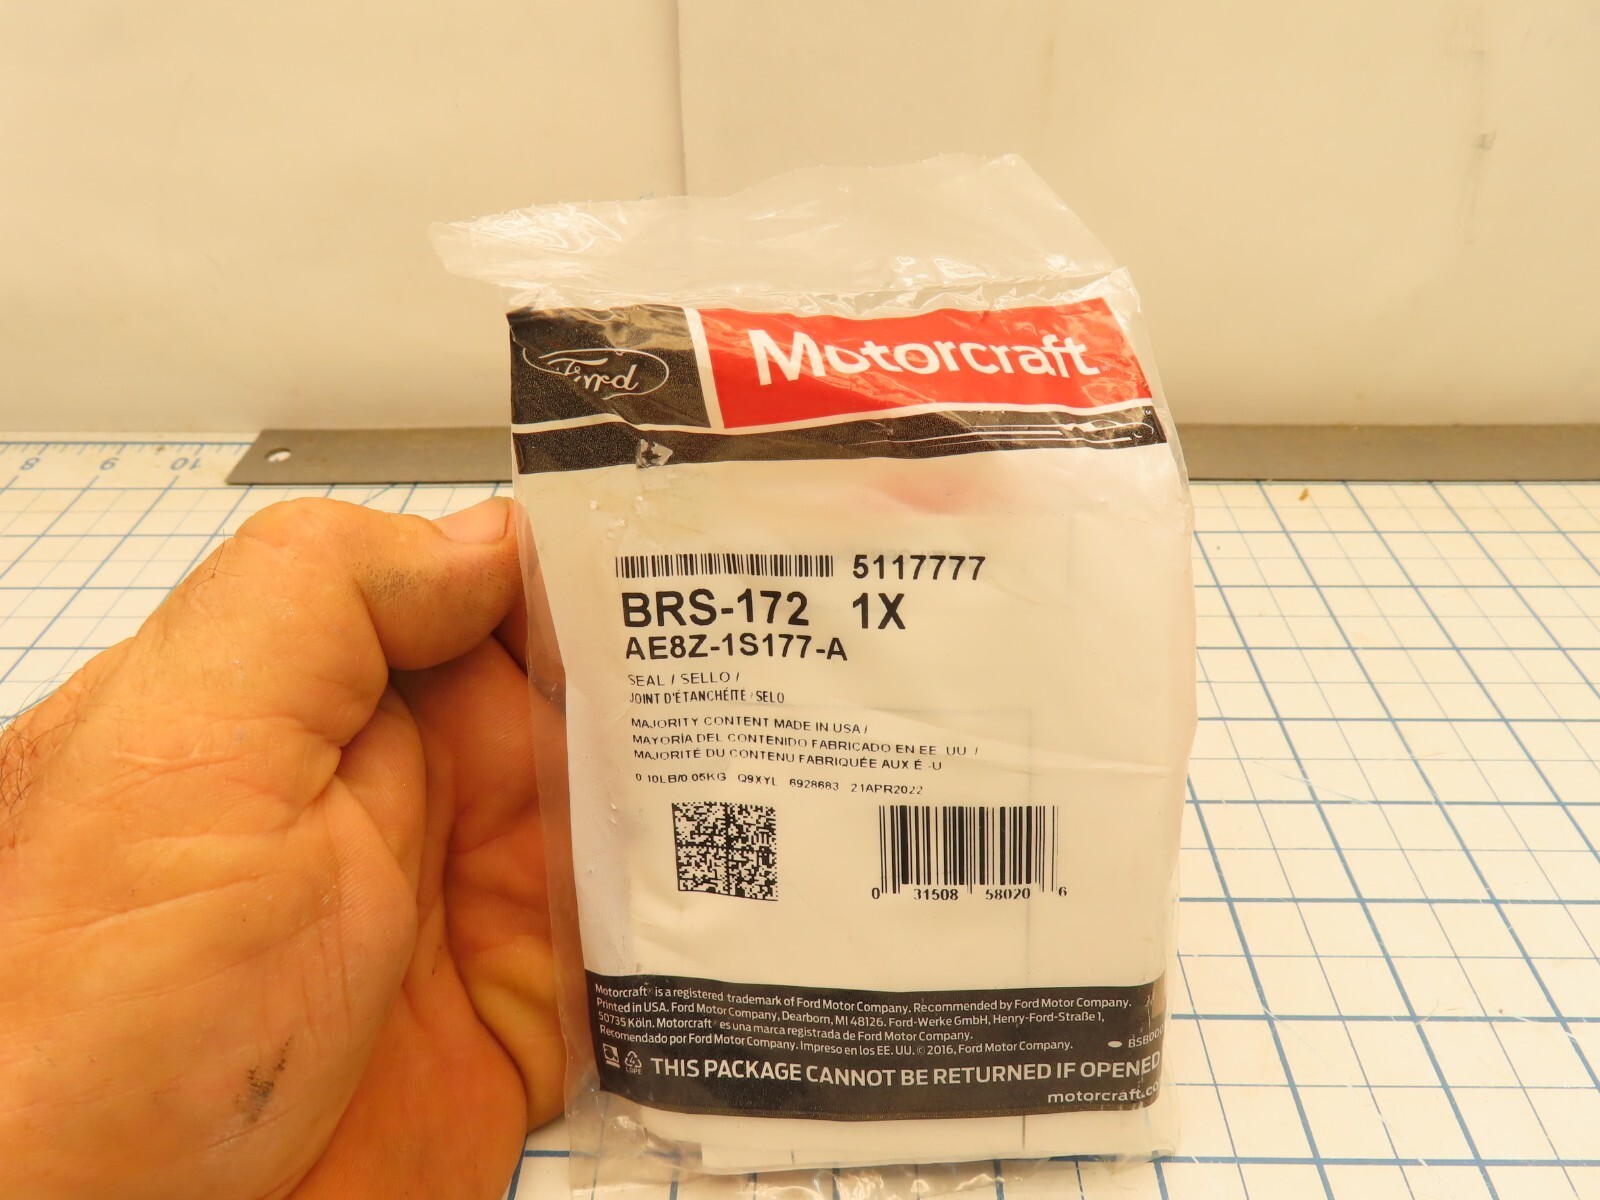 Ford
Motorcraft
8 9 10
5117777
BRS-172 1X
AE8Z-1S177-A
SEAL / SELLO /
JOINT D'ÉTANCHÉITÉ / SELO
MAJORITY CONTENT MADE IN USA /
MAYORÍA DEL CONTENIDO FABRICADO EN EE. UU. /
MAJORITÉ DU CONTENU FABRIQUÉE AUX É.-U
0.10LB/0.05KG Q9XYL 6928683 21APR2022
0 31508 58020 6
Motorcraft® is a registered trademark of Ford Motor Company. Recommended by Ford Motor Company.
Printed in USA. Ford Motor Company, Dearborn, MI 48126. Ford-Werke GmbH, Henry-Ford-Straße 1,
50735 Köln. Motorcraft® es una marca registrada de Ford Motor Company.
Recomendado por Ford Motor Company. Impreso en los EE. UU. © 2016, Ford Motor Company.
4
LDPE
THIS PACKAGE CANNOT BE RETURNED IF OPENED
motorcraft.co